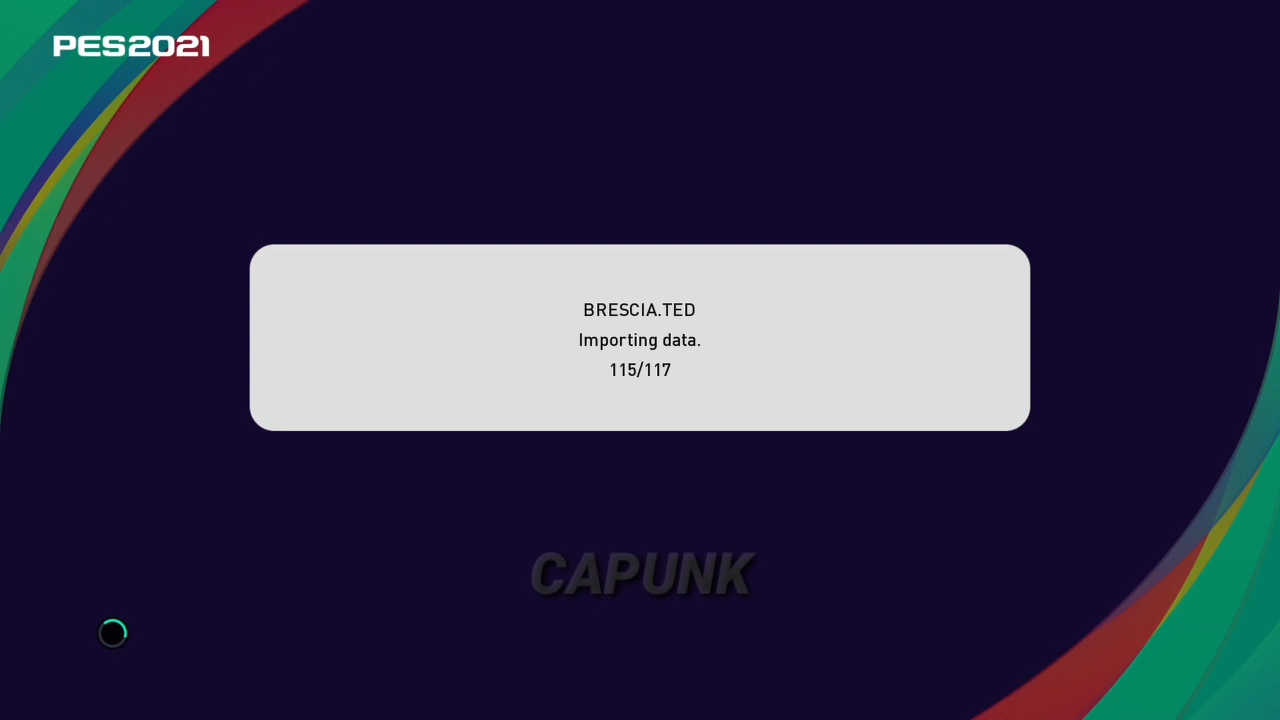 PES2021
BRESCIA.TED
Importing data.
115/117
CAPUNK